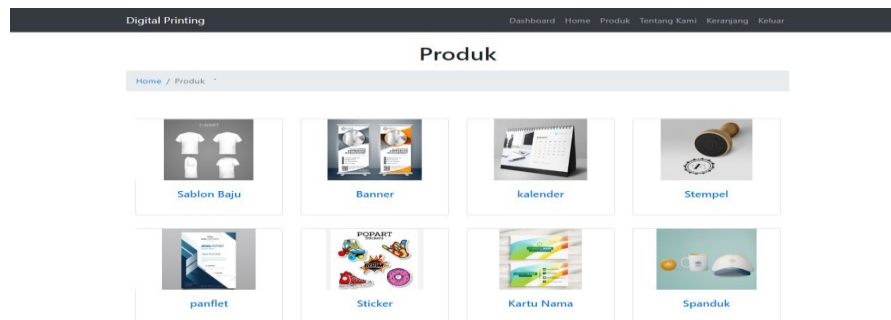 Digital Printing
Dashboard Home Produk Tentang Kami Keranjang Keluar
Produk
Home / Produk
Sablon Baju
Banner
kalender
Stempel
POPART
panflet
Sticker
Kartu Nama
Spanduk